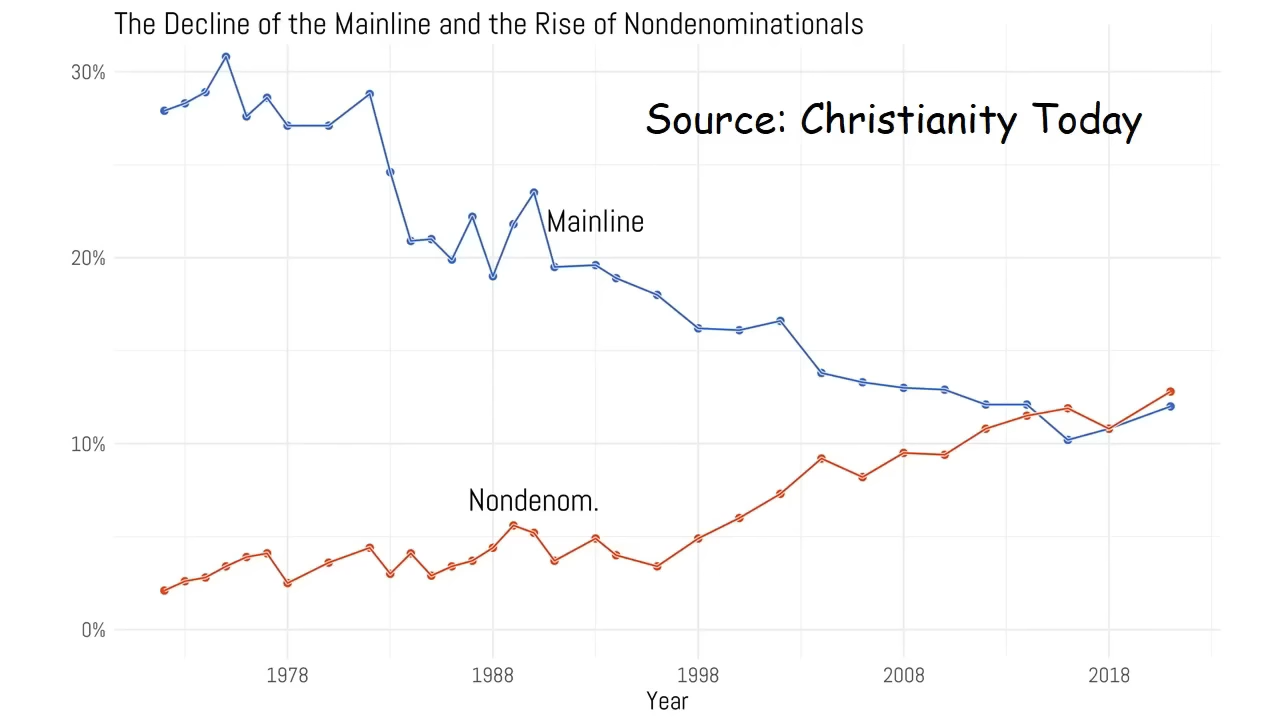 The Decline of the Mainline and the Rise of Nondenominationals
30%
Source: Christianity Today
Mainline
20%
10%
Nondenom.
0%
1978 1988 1998 2008 2018
Year